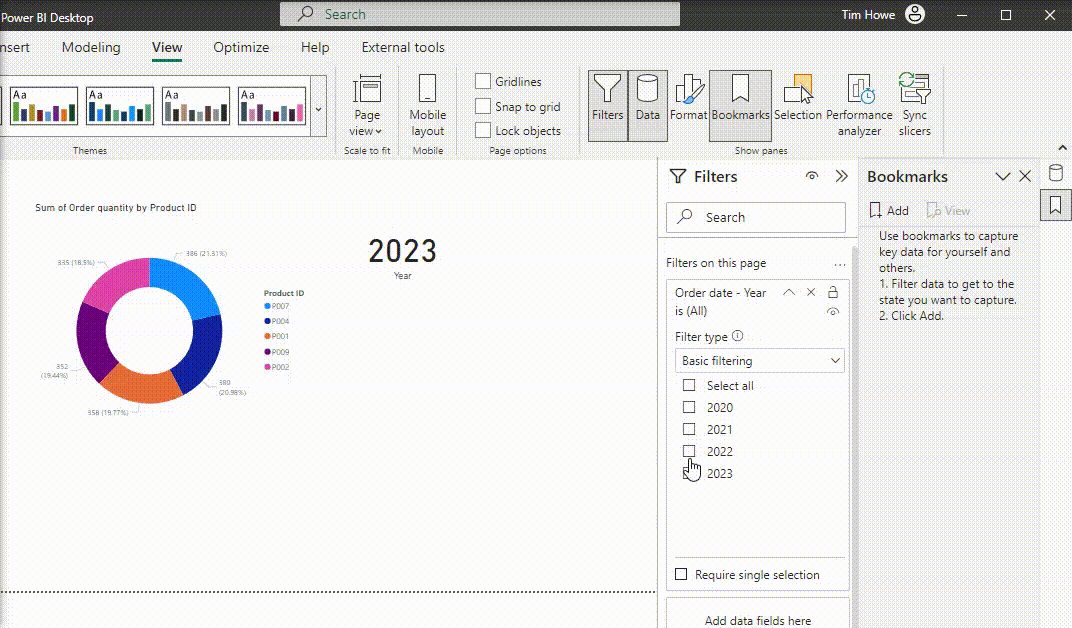 Power BI Desktop
Search
Tim Howe
nsert
Modeling
View
Optimize
Help
External tools
Aa
Aa
Aa
Aa
Themes
Page
view
Scale to fit
Mobile
layout
Mobile
Gridlines
Snap to grid
Lock objects
Page options
Filters
Data
Format
Bookmarks
Selection
Performance
analyzer
Sync
slicers
Show panes
Sum of Order quantity by Product ID
386 (21.31%)
335 (18.5%)
352
(19.44%)
358 (19.77%)
380
(20.98%)
Product ID
P007
P004
P001
P009
P002
2023
Year
Filters
Search
Filters on this page
...
Order date - Year
is (All)
Filter type
Basic filtering
Select all
2020
2021
2022
2023
Require single selection
Add data fields here
Bookmarks
Add
View
Use bookmarks to capture
key data for yourself and
others.
1. Filter data to get to the
state you want to capture.
2. Click Add.